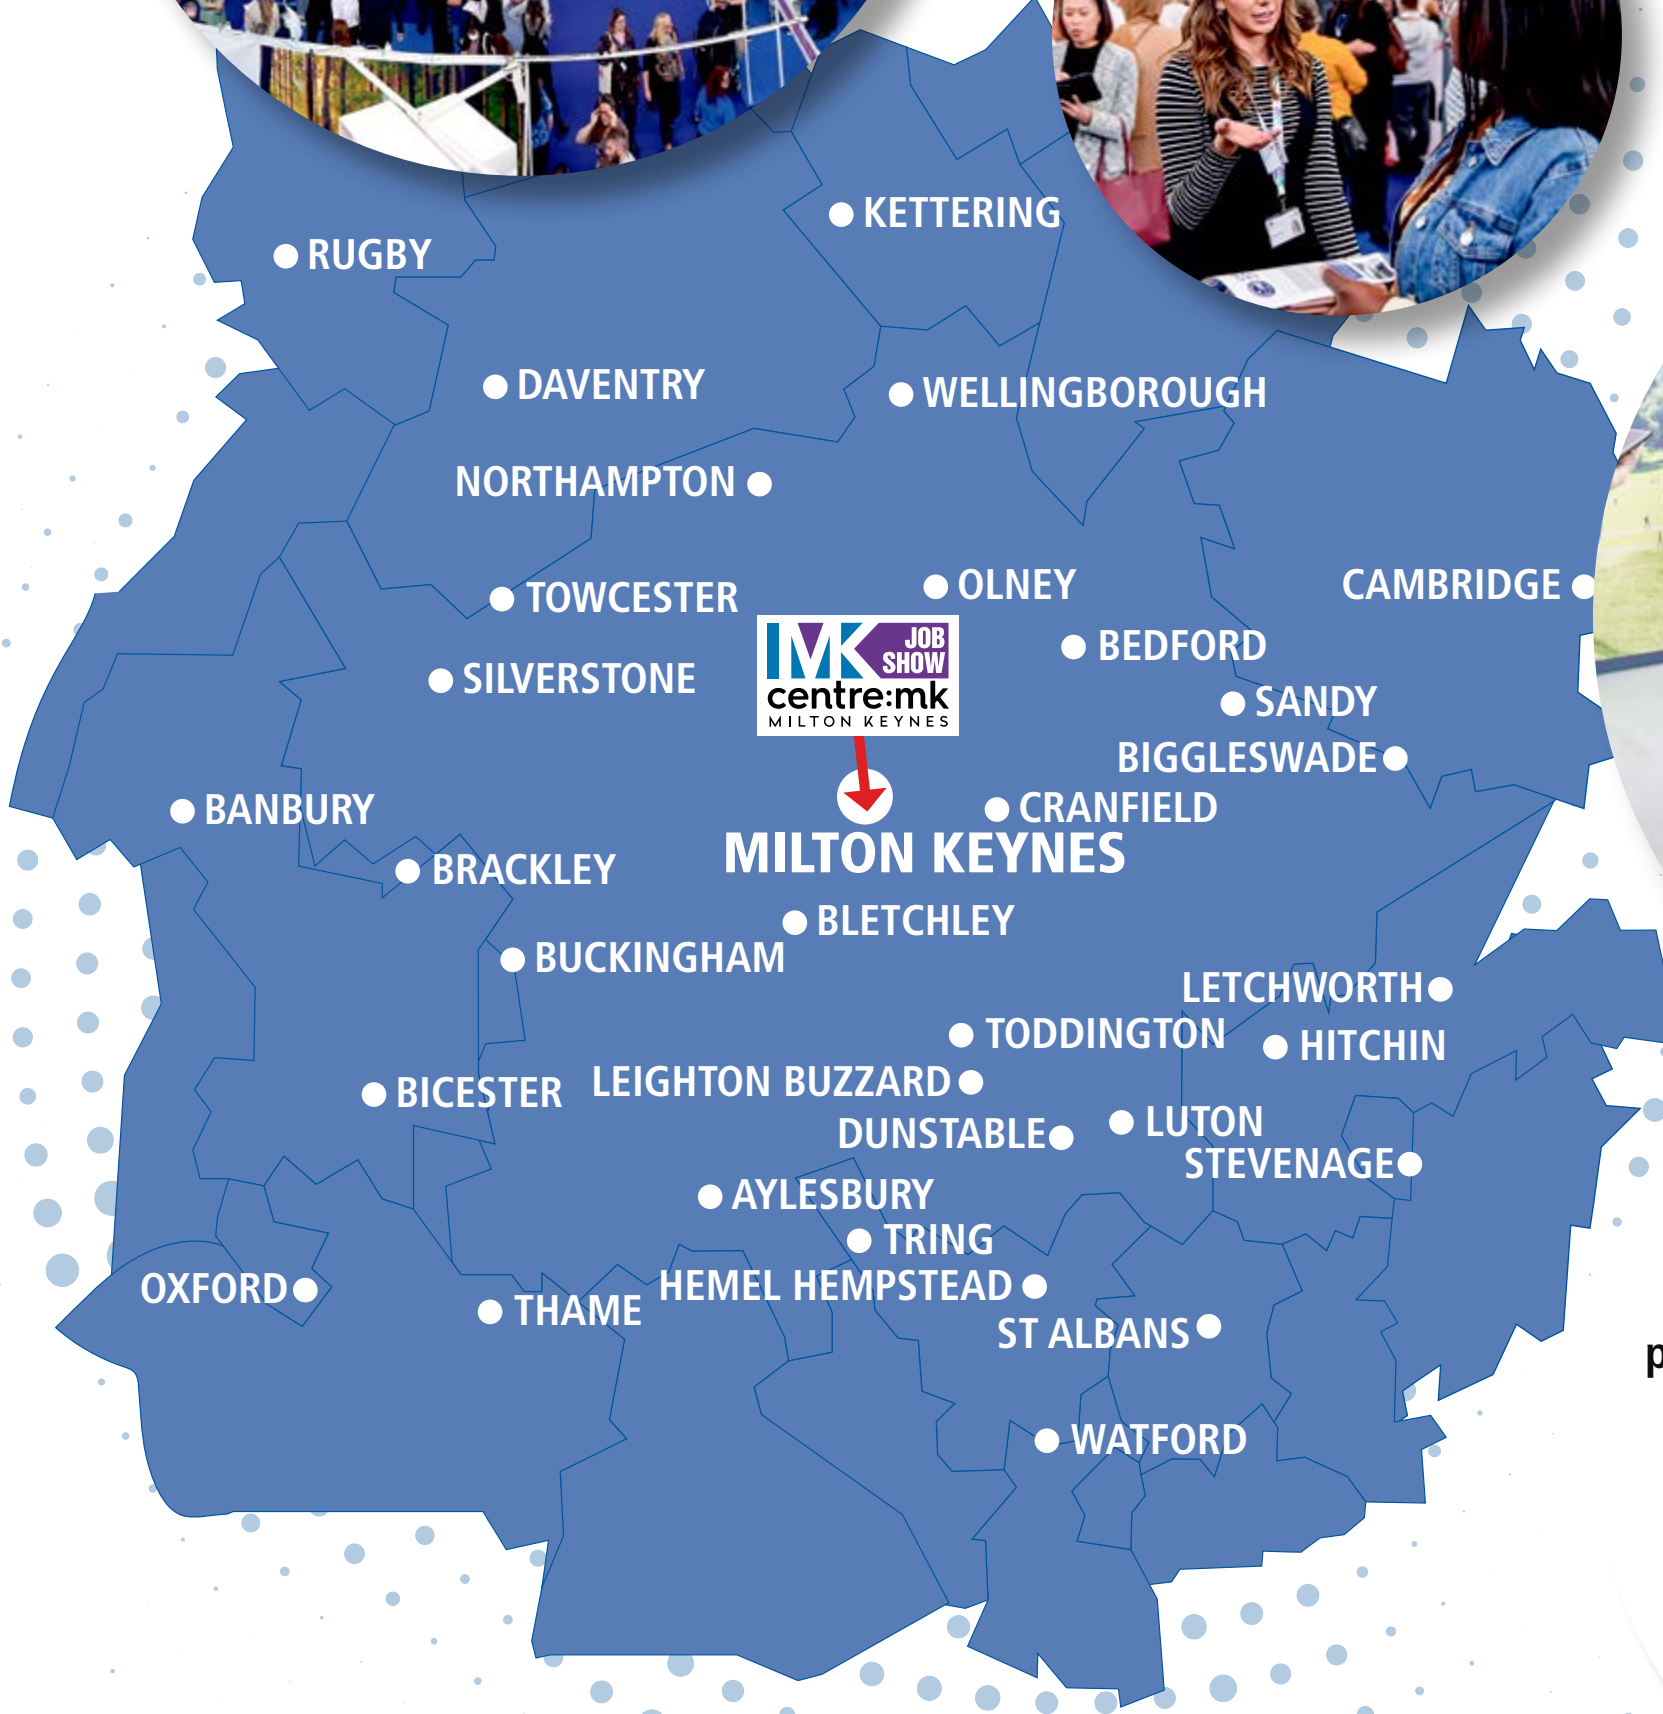 KETTERING
RUGBY
DAVENTRY
WELLINGBOROUGH
NORTHAMPTON
OLNEY
CAMBRIDGE
TOWCESTER
MK JOB
SHOW
centre:mk
MILTON KEYNES
BEDFORD
SILVERSTONE
SANDY
BIGGLESWADE
BANBURY
CRANFIELD
MILTON KEYNES
BRACKLEY
BLETCHLEY
BUCKINGHAM
LETCHWORTH
TODDINGTON
HITCHIN
LEIGHTON BUZZARD
BICESTER
LUTON
DUNSTABLE
STEVENAGE
AYLESBURY
TRING
HEMEL HEMPSTEAD
OXFORD
THAME
ST ALBANS
p
WATFORD